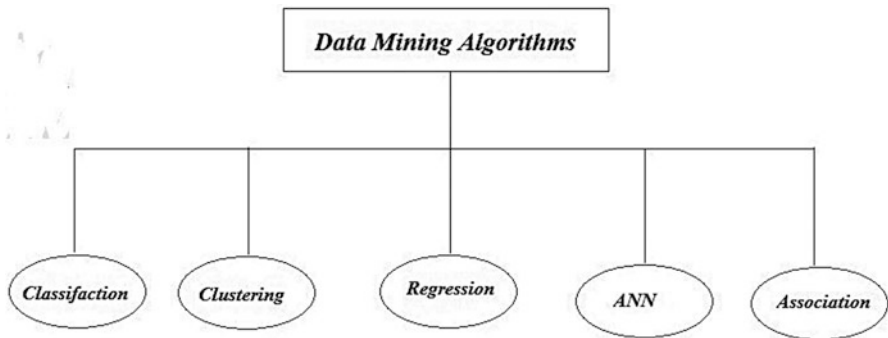 Data Mining Algorithms
Classifaction
Clustering
Regression
ANN
Association